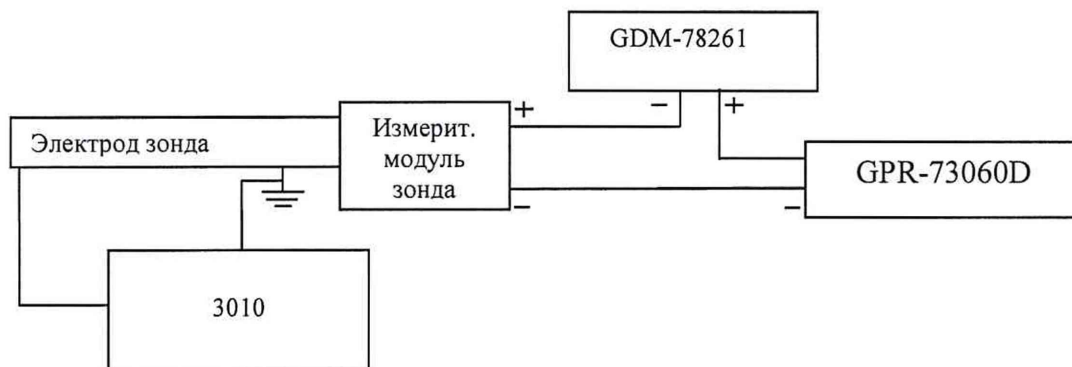 GDM-78261
− +
+
Электрод зонда
Измерит.
модуль
зонда
GPR-73060D
−
−
3010